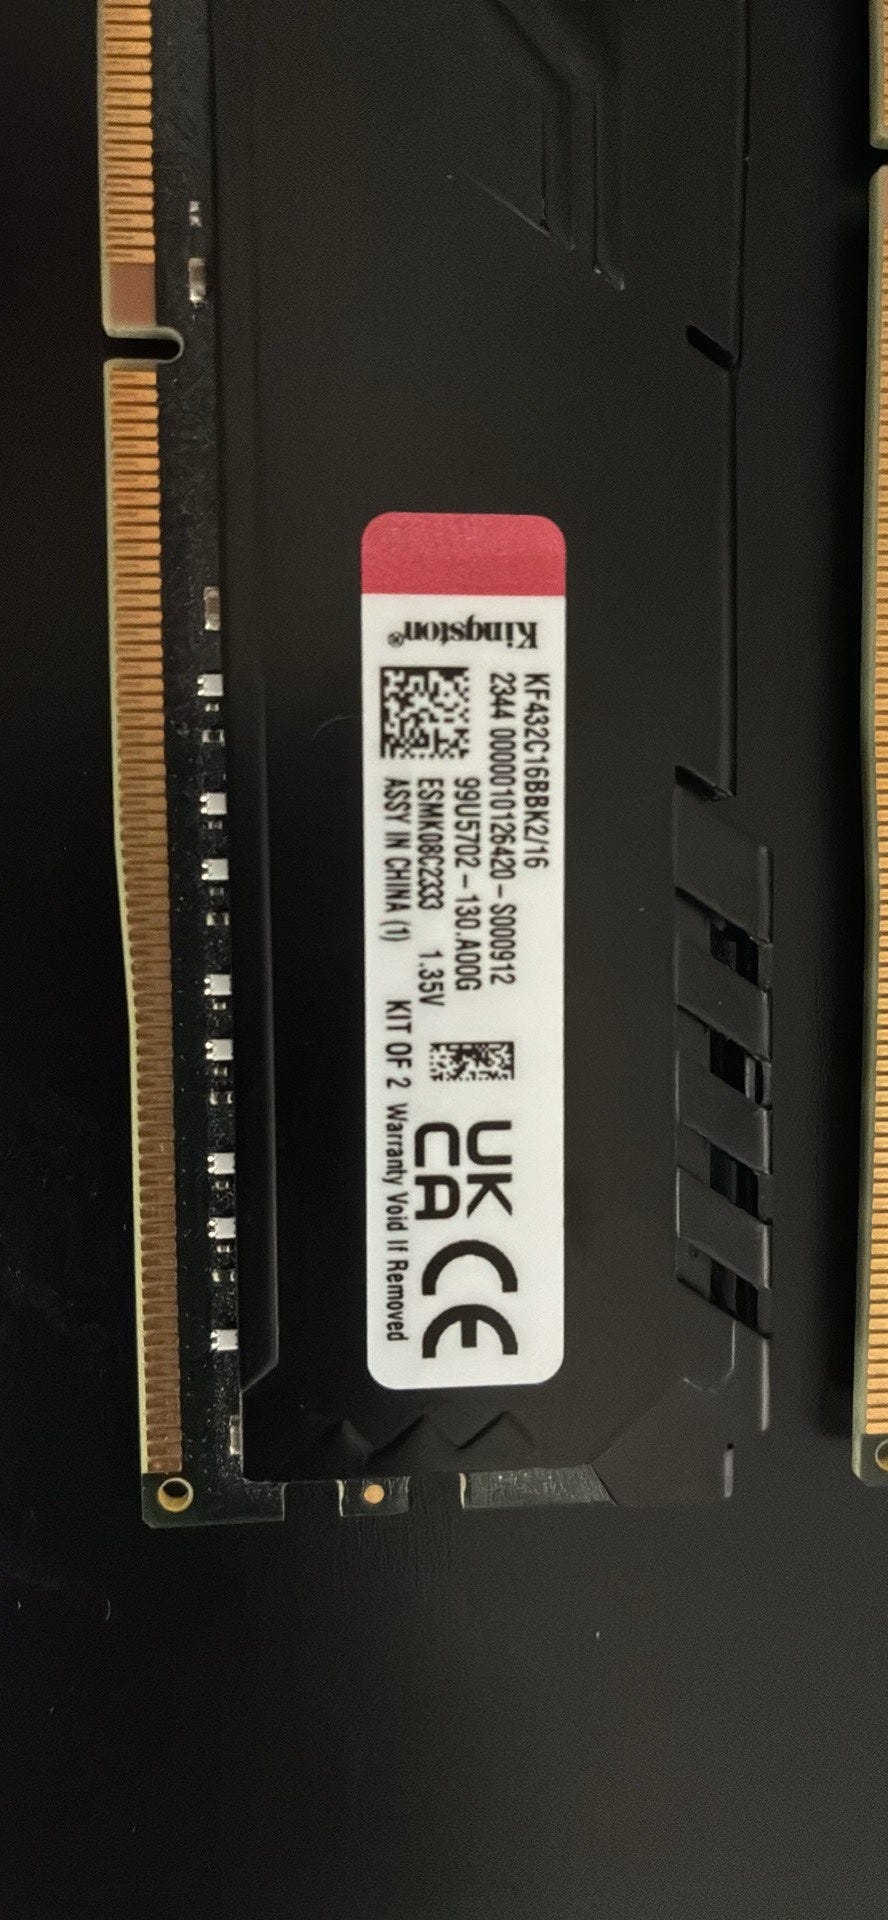 Kingston®
KF432C16BBK2/16
2344 000010126420-S000912
99U5702-130.A00G
ESMK08C2333 1.35V
ASSY IN CHINA (1) KIT OF 2 Warranty Void If Removed
UK
CA
CE